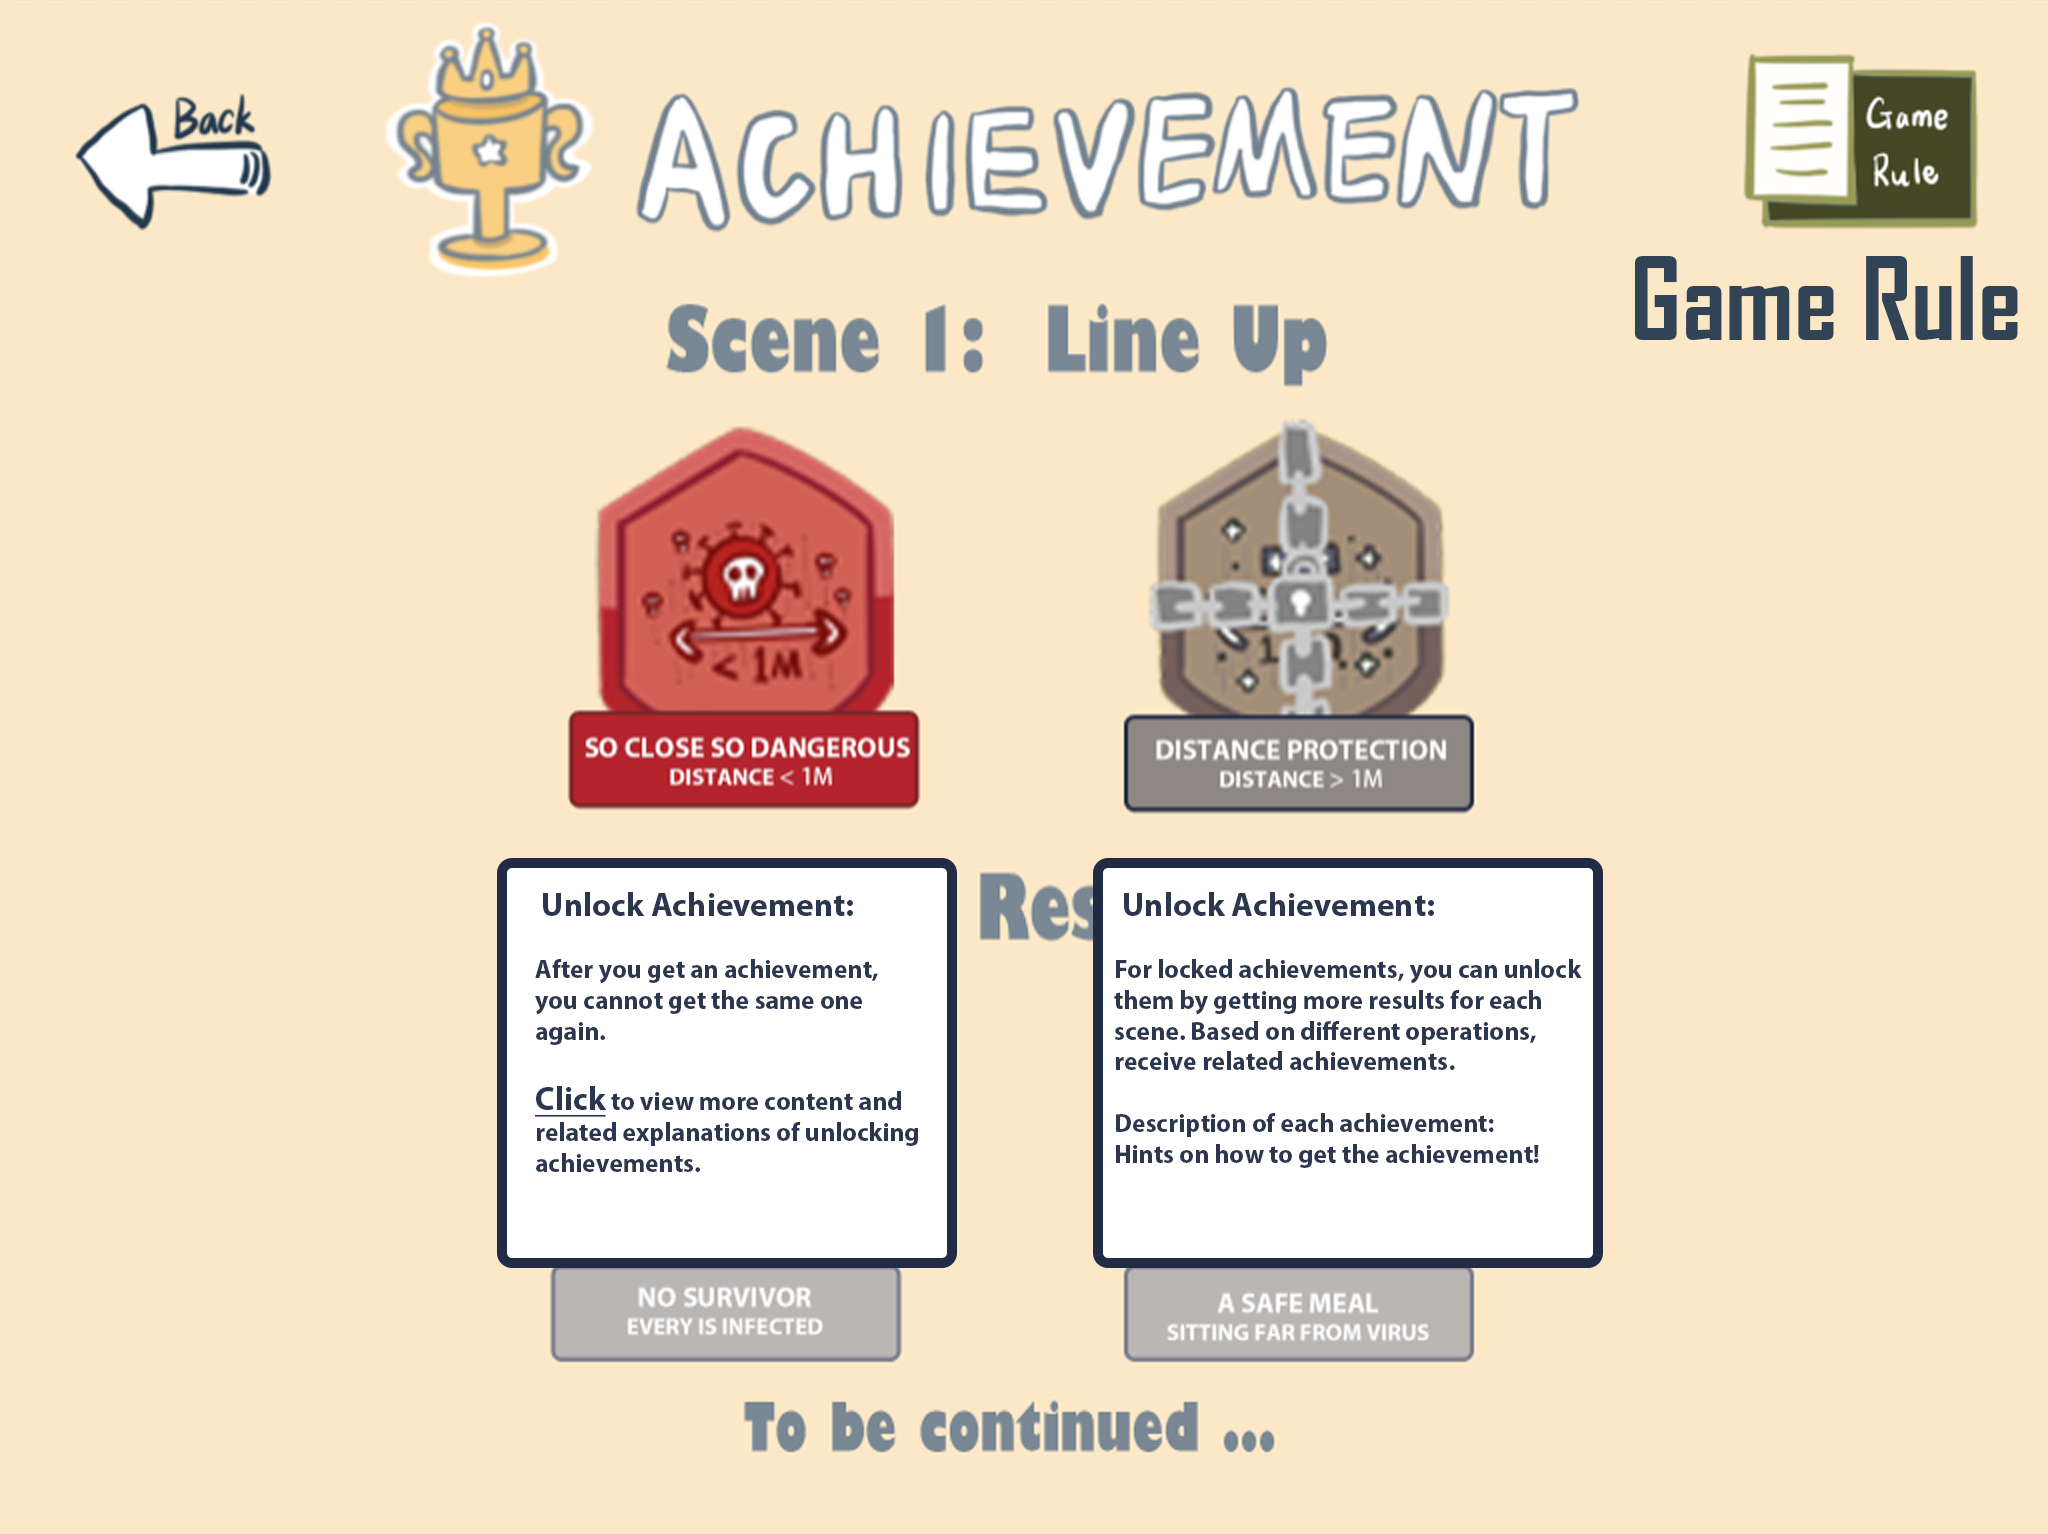 Back
ACHIEVEMENT
Game
Rule
Game Rule
Scene 1: Line Up
< 1M
SO CLOSE SO DANGEROUS
DISTANCE < 1M
DISTANCE PROTECTION
DISTANCE > 1M
Unlock Achievement:
After you get an achievement,
you cannot get the same one
again.
Click to view more content and
related explanations of unlocking
achievements.
Unlock Achievement:
For locked achievements, you can unlock
them by getting more results for each
scene. Based on different operations,
receive related achievements.
Description of each achievement:
Hints on how to get the achievement!
NO SURVIVOR
EVERY IS INFECTED
A SAFE MEAL
SITTING FAR FROM VIRUS
To be continued ...